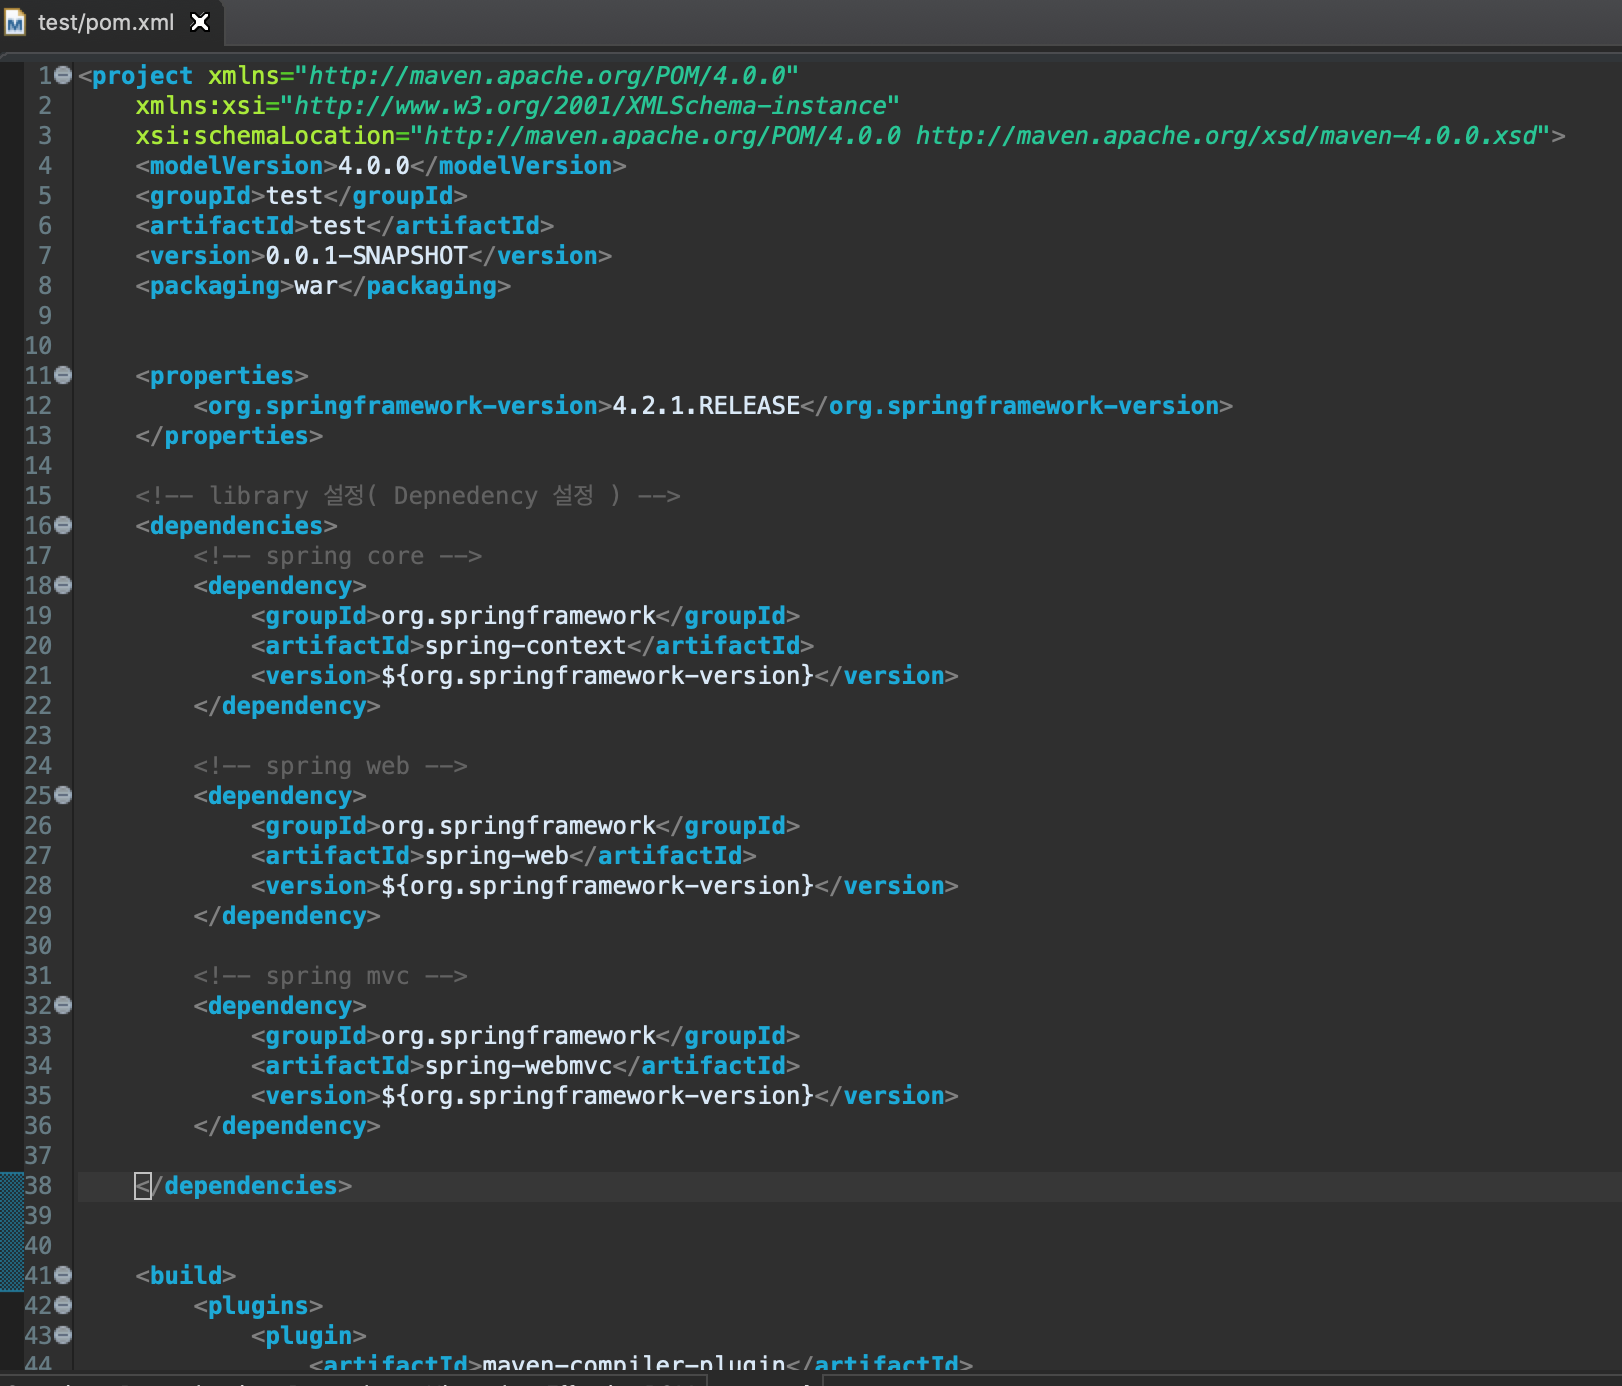 test/pom.xml
1 <project xmlns="http://maven.apache.org/POM/4.0.0"
2 xmlns:xsi="http://www.w3.org/2001/XMLSchema-instance"
3 xsi:schemaLocation="http://maven.apache.org/POM/4.0.0 http://maven.apache.org/xsd/maven-4.0.0.xsd">
4 <modelVersion>4.0.0</modelVersion>
5 <groupId>test</groupId>
6 <artifactId>test</artifactId>
7 <version>0.0.1-SNAPSHOT</version>
8 <packaging>war</packaging>
9
10
11 <properties>
12 <org.springframework-version>4.2.1.RELEASE</org.springframework-version>
13 </properties>
14
15 <!-- library 설정( Depnedency 설정 ) -->
16 <dependencies>
17 <!-- spring core -->
18 <dependency>
19 <groupId>org.springframework</groupId>
20 <artifactId>spring-context</artifactId>
21 <version>${org.springframework-version}</version>
22 </dependency>
23
24 <!-- spring web -->
25 <dependency>
26 <groupId>org.springframework</groupId>
27 <artifactId>spring-web</artifactId>
28 <version>${org.springframework-version}</version>
29 </dependency>
30
31 <!-- spring mvc -->
32 <dependency>
33 <groupId>org.springframework</groupId>
34 <artifactId>spring-webmvc</artifactId>
35 <version>${org.springframework-version}</version>
36 </dependency>
37
38 </dependencies>
39
40
41 <build>
42 <plugins>
43 <plugin>
44 <artifactId>maven-compiler-plugin</artifactId>